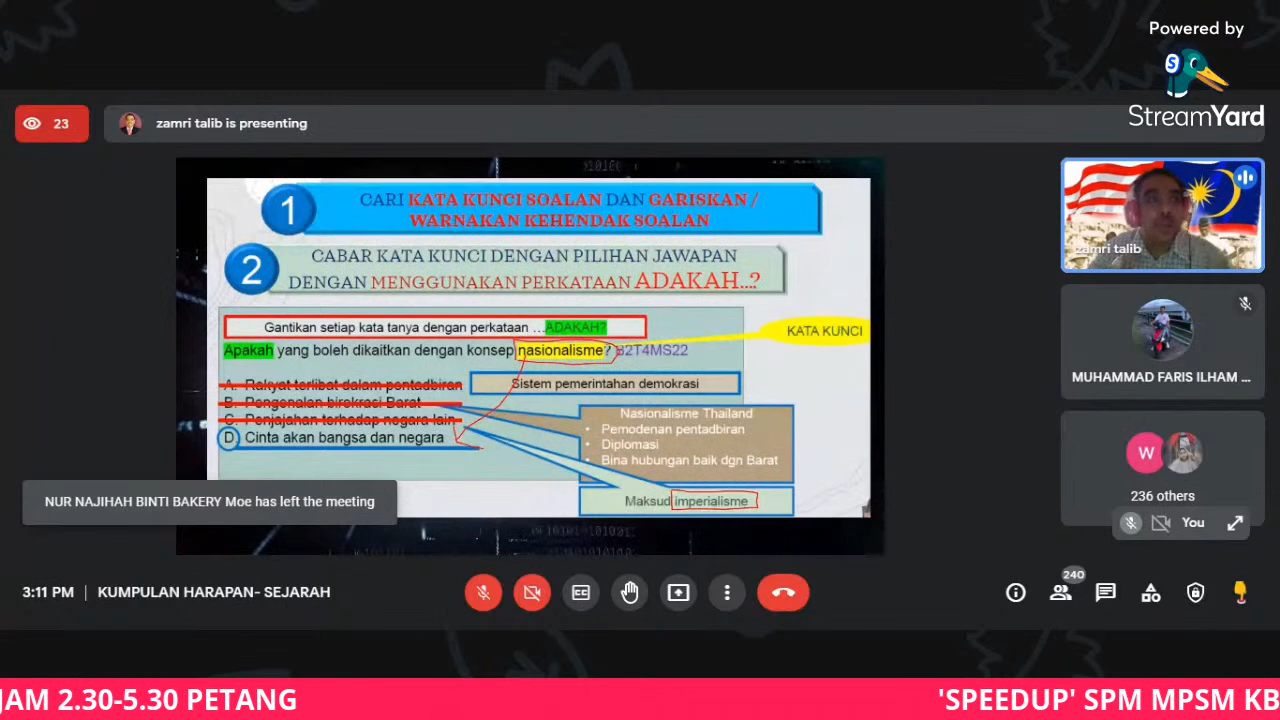 Powered by
StreamYard
23
zamri talib is presenting
1
CARI KATA KUNCI SOALAN DAN GARISKAN /
WARNAKAN KEHENDAK SOALAN
2
CABAR KATA KUNCI DENGAN PILIHAN JAWAPAN
DENGAN MENGGUNAKAN PERKATAAN ADAKAH...?
Gantikan setiap kata tanya dengan perkataan ...ADAKAH?
KATA KUNCI
Apakah yang boleh dikaitkan dengan konsep nasionalisme? B2T4MS22
A. Rakyat terlibat dalam pentadbiran
Sistem pemerintahan demokrasi
B. Pengenalan birokrasi Barat
C. Penjajahan terhadap negara lain
D Cinta akan bangsa dan negara
Nasionalisme Thailand
• Pemodenan pentadbiran
• Diplomasi
• Bina hubungan baik dgn Barat
Maksud imperialisme
zamri talib
MUHAMMAD FARIS ILHAM ...
W
236 others
You
NUR NAJIHAH BINTI BAKERY Moe has left the meeting
3:11 PM | KUMPULAN HARAPAN- SEJARAH
240
JAM 2.30-5.30 PETANG
'SPEEDUP' SPM MPSM KB